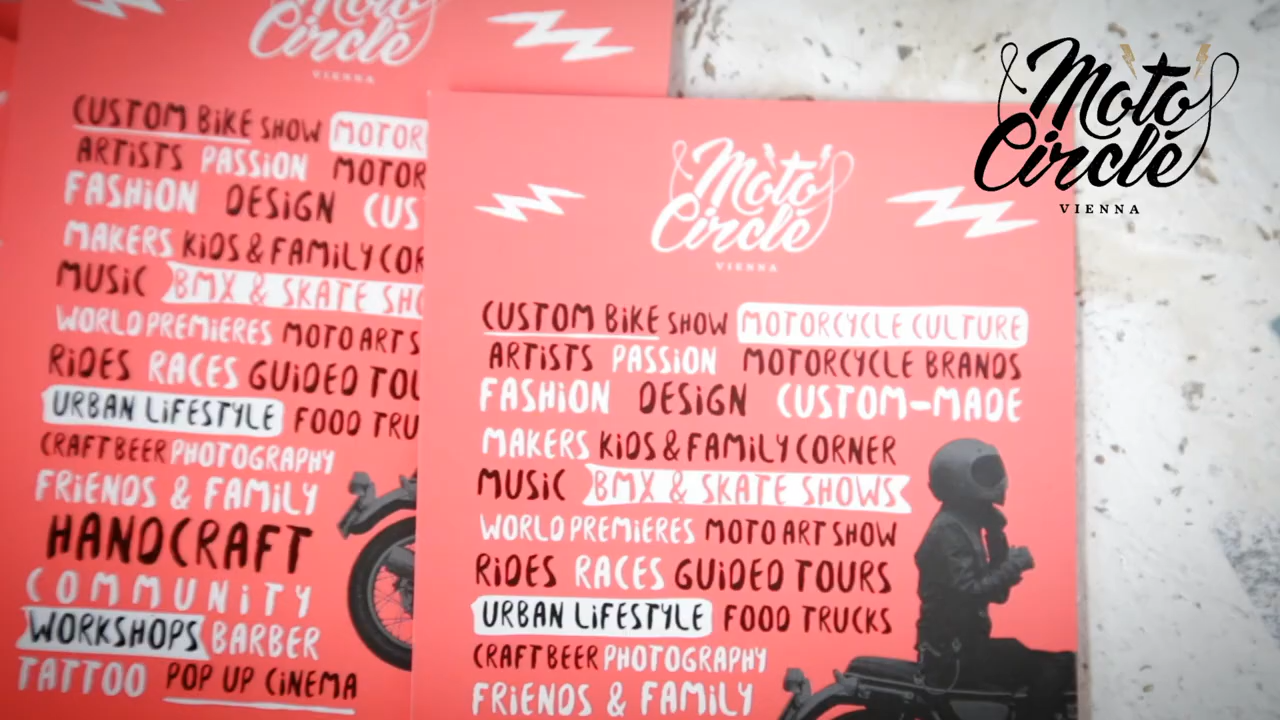 Moto
Circle
VIENNA
CUSTOM BiKE SHOW MOTOR
ARTiSTS PASSiON MOTOR
FASHiON DESiGN CUS
MAKERS KiDS & FAMiLY COR
MUSiC BMX & SKATE SHO
WORLD PREMiERES MOTO ART S
RiDES RACES GUiDED TOU
URBAN LiFESTYLE FOOD TRU
CRAFT BEER PHOTOGRAPHY
FRiENDS & FAMiLY
HANDCRAFT
COMMUNiTY
WORKSHOPS BARBER
TATTOO POP UP CiNEMA
Moto
Circle
VIENNA
CUSTOM BiKE SHOW MOTORCYCLE CULTURE
ARTiSTS PASSiON MOTORCYCLE BRANDS
FASHiON DESiGN CUSTOM-MADE
MAKERS KiDS & FAMiLY CORNER
MUSiC BMX & SKATE SHOWS
WORLD PREMiERES MOTO ART SHOW
RiDES RACES GUiDED TOURS
URBAN LiFESTYLE FOOD TRUCKS
CRAFT BEER PHOTOGRAPHY
FRiENDS & FAMiLY
Moto
Circle
VIENNA